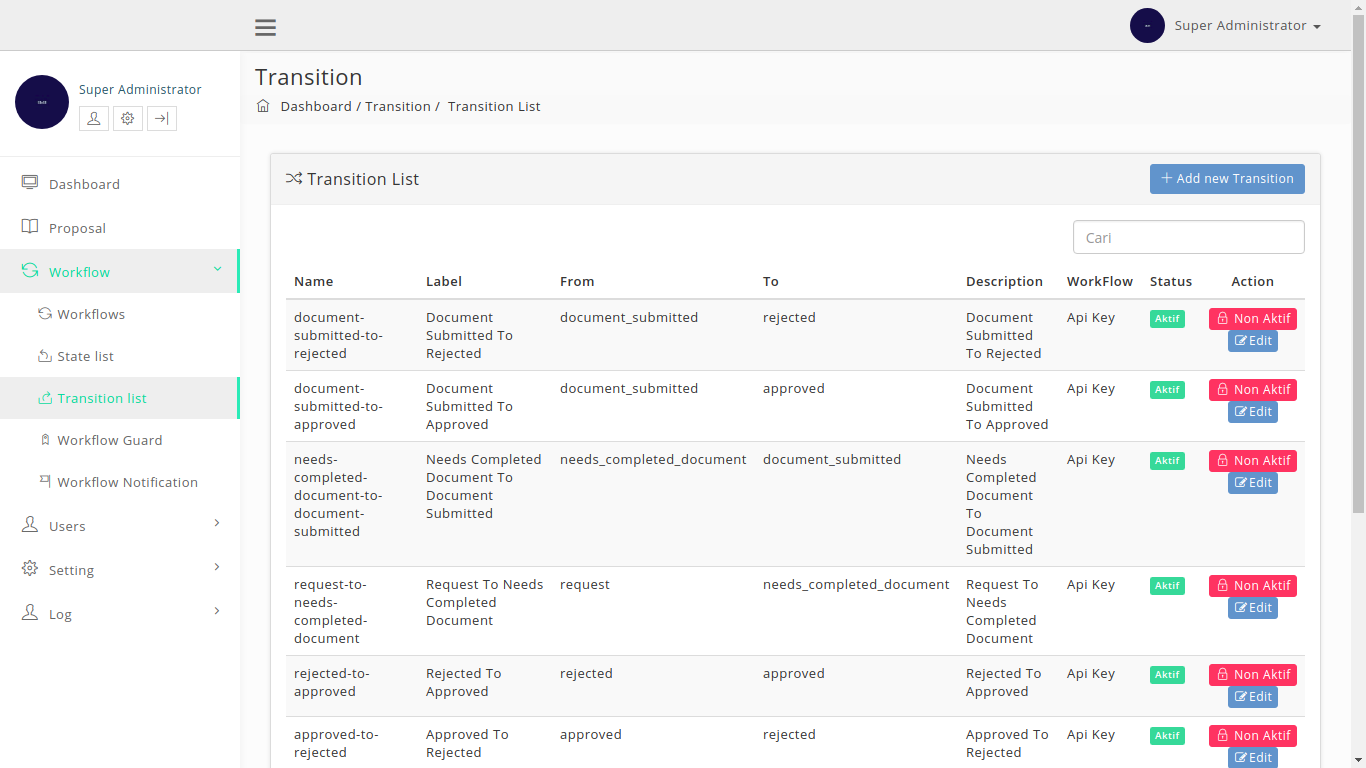 Super Administrator
Super Administrator
Dashboard
Proposal
Workflow
Workflows
State list
Transition list
Workflow Guard
Workflow Notification
Users
Setting
Log
Transition
Dashboard / Transition / Transition List
Transition List
+ Add new Transition
Cari
Name Label From To Description WorkFlow Status Action
document-submitted-to-rejected Document Submitted To Rejected document_submitted rejected Document Submitted To Rejected Api Key Aktif Non Aktif Edit
document-submitted-to-approved Document Submitted To Approved document_submitted approved Document Submitted To Approved Api Key Aktif Non Aktif Edit
needs-completed-document-to-document-submitted Needs Completed Document To Document Submitted needs_completed_document document_submitted Needs Completed Document To Document Submitted Api Key Aktif Non Aktif Edit
request-to-needs-completed-document Request To Needs Completed Document request needs_completed_document Request To Needs Completed Document Api Key Aktif Non Aktif Edit
rejected-to-approved Rejected To Approved rejected approved Rejected To Approved Api Key Aktif Non Aktif Edit
approved-to-rejected Approved To Rejected approved rejected Approved To Rejected Api Key Aktif Non Aktif Edit